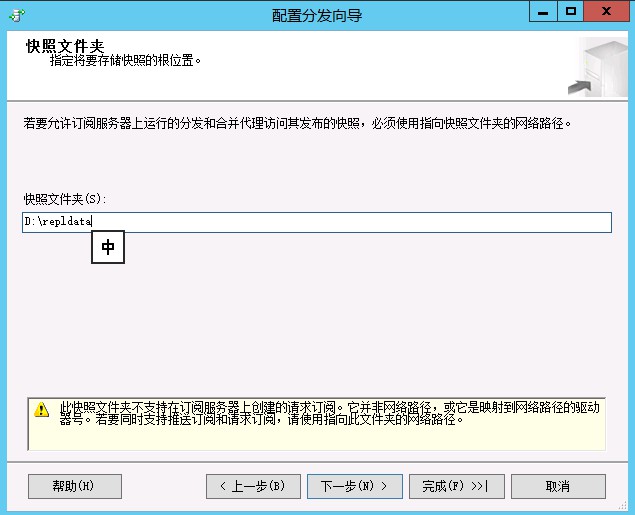 配置分发向导
快照文件夹
指定将要存储快照的根位置。
若要允许订阅服务器上运行的分发和合并代理访问其发布的快照，必须使用指向快照文件夹的网络路径。
快照文件夹(S):
D:\repldata
中
此快照文件夹不支持在订阅服务器上创建的请求订阅。它并非网络路径，或它是映射到网络路径的驱动
器号。若要同时支持推送订阅和请求订阅，请使用指向此文件夹的网络路径。
帮助(H)
< 上一步(B)
下一步(N) >
完成(F) >>|
取消